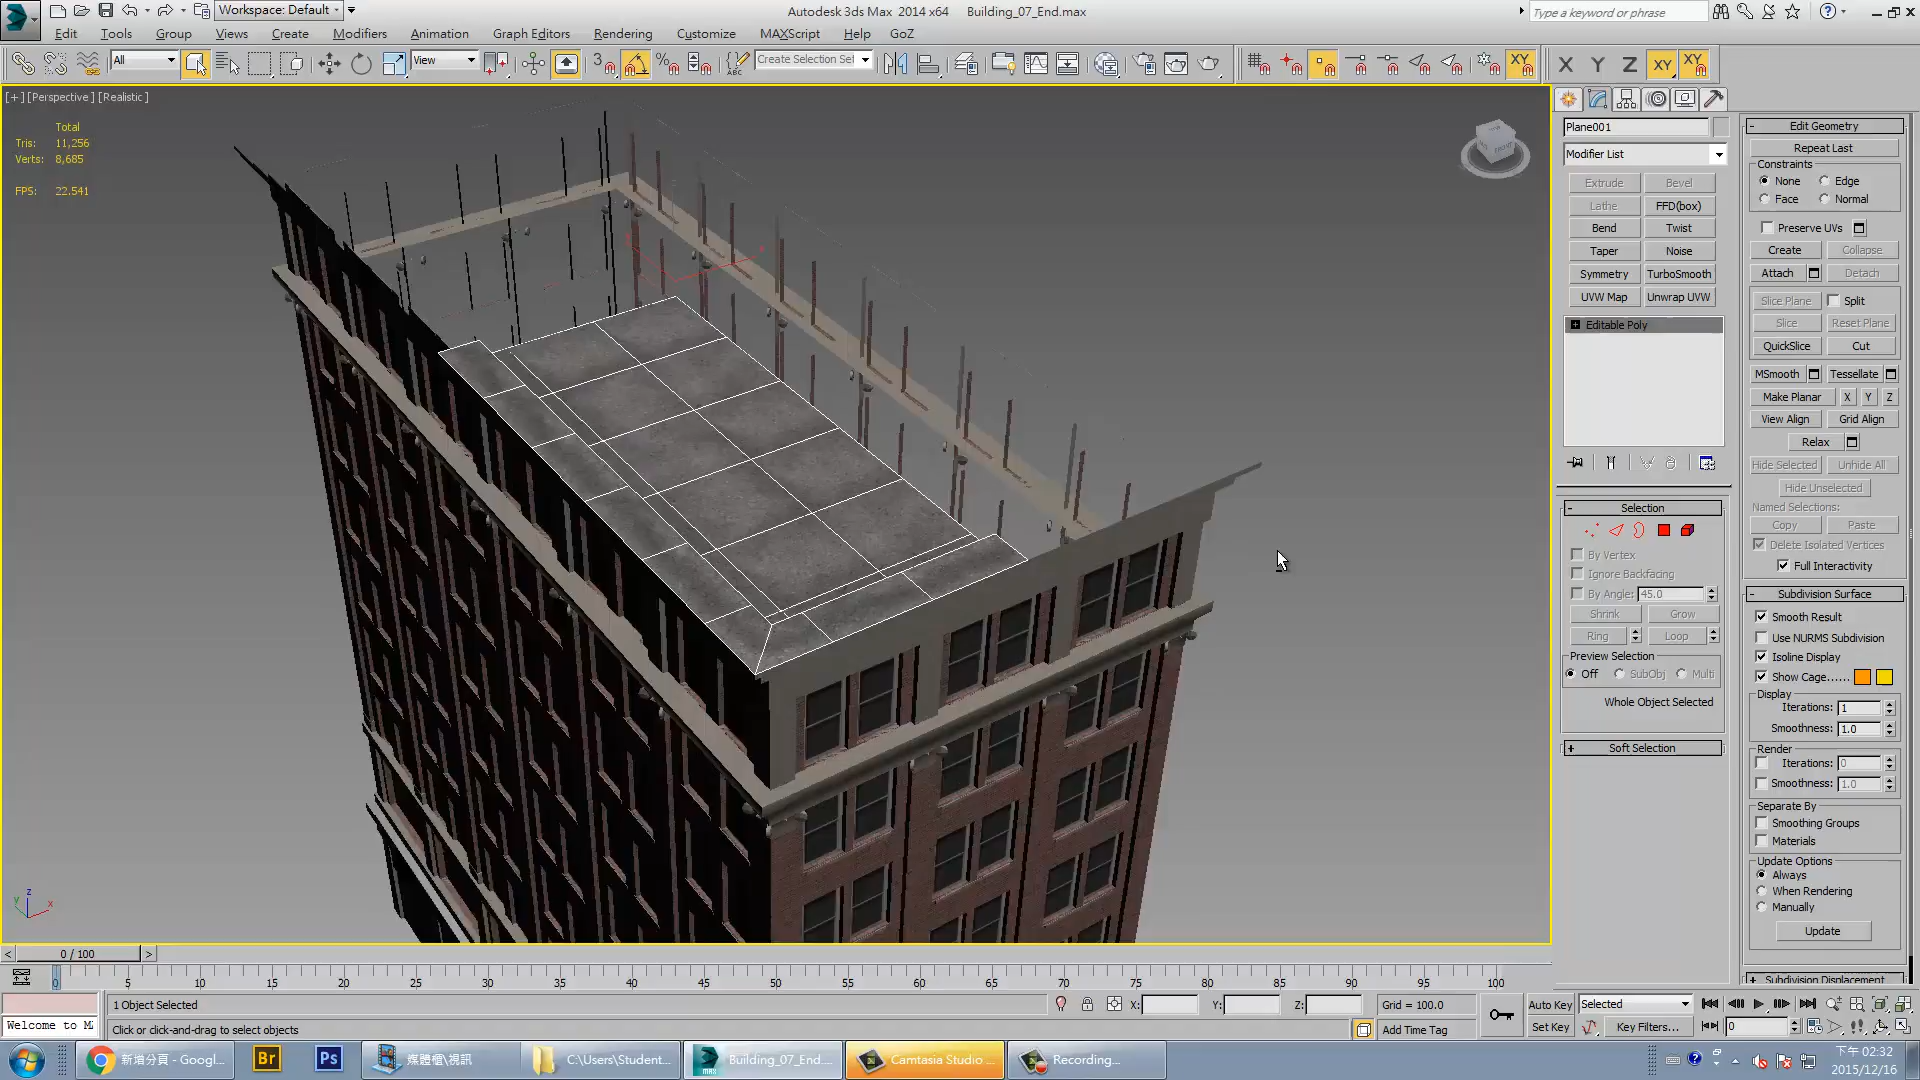 Workspace: Default
Autodesk 3ds Max 2014 x64 Building_07_End.max
Type a keyword or phrase
Edit Tools Group Views Create Modifiers Animation Graph Editors Rendering Customize MAXScript Help GoZ
All View Create Selection Set X Y Z XY
[+] [Perspective] [Realistic]
Total
Tris: 11,256
Verts: 8,685
FPS: 22.541
Plane001
Modifier List
Extrude Bevel
Lathe FFD(box)
Bend Twist
Taper Noise
Symmetry TurboSmooth
UVW Map Unwrap UVW
Editable Poly
Selection
By Vertex
Ignore Backfacing
By Angle: 45.0
Shrink Grow
Ring Loop
Preview Selection
Off SubObj Multi
Whole Object Selected
Soft Selection
Edit Geometry
Repeat Last
Constraints
None Edge
Face Normal
Preserve UVs
Create Collapse
Attach Detach
Slice Plane Split
Slice Reset Plane
QuickSlice Cut
MSmooth Tessellate
Make Planar X Y Z
View Align Grid Align
Relax
Hide Selected Unhide All
Hide Unselected
Named Selections:
Copy Paste
Delete Isolated Vertices
Full Interactivity
Subdivision Surface
Smooth Result
Use NURMS Subdivision
Isoline Display
Show Cage......
Display
Iterations: 1
Smoothness: 1.0
Render
Iterations: 0
Smoothness: 1.0
Separate By
Smoothing Groups
Materials
Update Options
Always
When Rendering
Manually
Update
Subdivision Displacement
0 / 100
0 5 10 15 20 25 30 35 40 45 50 55 60 65 70 75 80 85 90 95 100
1 Object Selected X: Y: Z: Grid = 100.0 Auto Key Selected
Welcome to M
Click or click-and-drag to select objects Add Time Tag Set Key Key Filters... 0
新增分頁 - Googl... Br Ps 媒體櫃\視訊 C:\Users\Student... Building_07_End.... Camtasia Studio ... Recording...
下午 02:32
2015/12/16